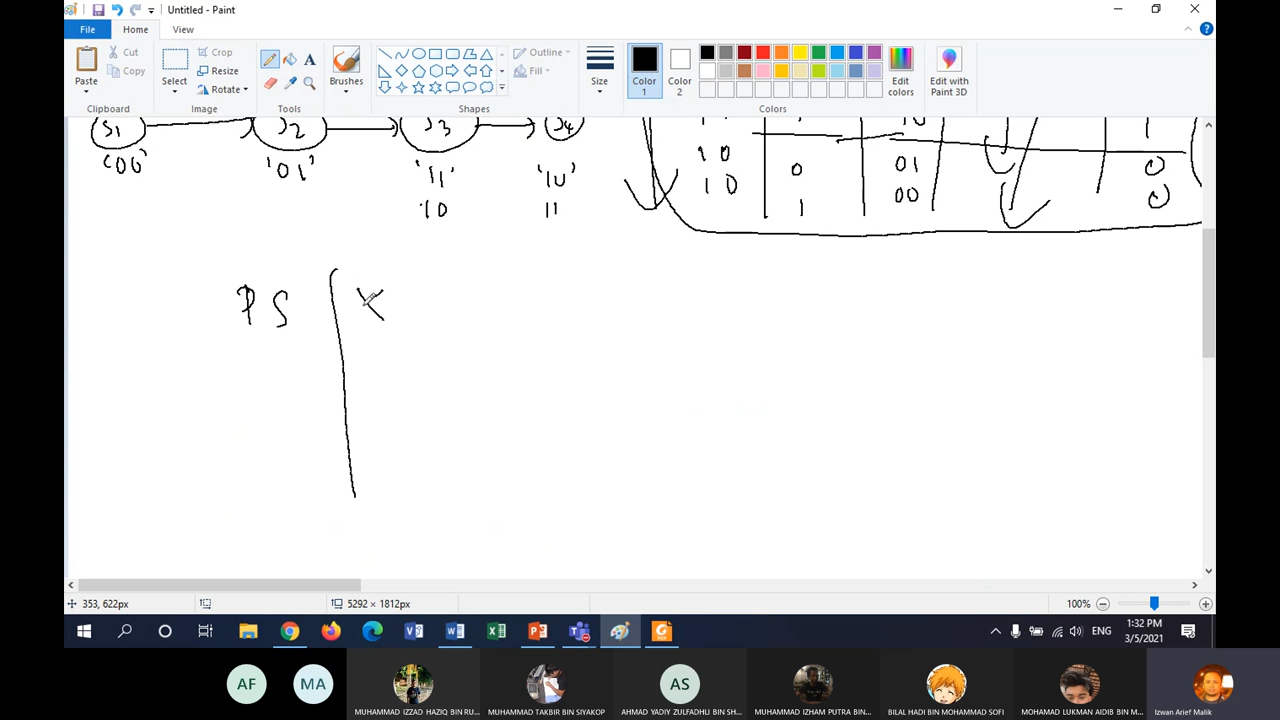 Untitled - Paint
File Home View
Paste
Cut
Copy
Clipboard
Select
Crop
Resize
Rotate
Image
Tools
Brushes
Shapes
Outline
Fill
Size
Color 1
Color 2
Edit colors
Colors
Edit with Paint 3D
S1 S2 S3 S4
'00' '01' '11' '10'
10 11
10 0 01 0
10 1 00 0
PS X
353, 622px
5292 × 1812px
100%
ENG
1:32 PM
3/5/2021
AF
MA
MUHAMMAD IZZAD HAZIQ BIN RU...
MUHAMMAD TAKBIR BIN SIYAKOP
AS
AHMAD YADIY ZULFADHLI BIN SH...
MUHAMMAD IZHAM PUTRA BIN...
BILAL HADI BIN MOHAMMAD SOFI
MOHAMAD LUKMAN AIDIB BIN M...
Izwan Arief Malik